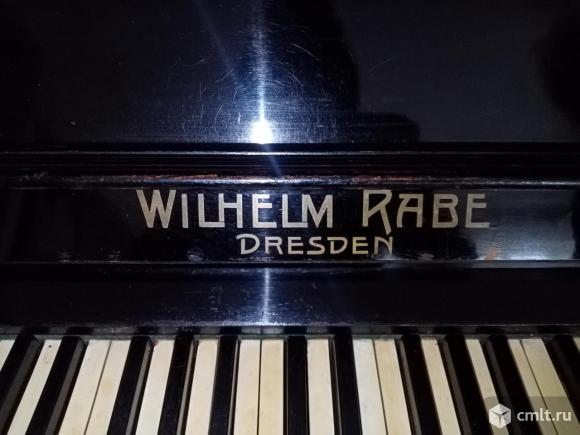 WILHELM RABE
DRESDEN
cmlt.ru